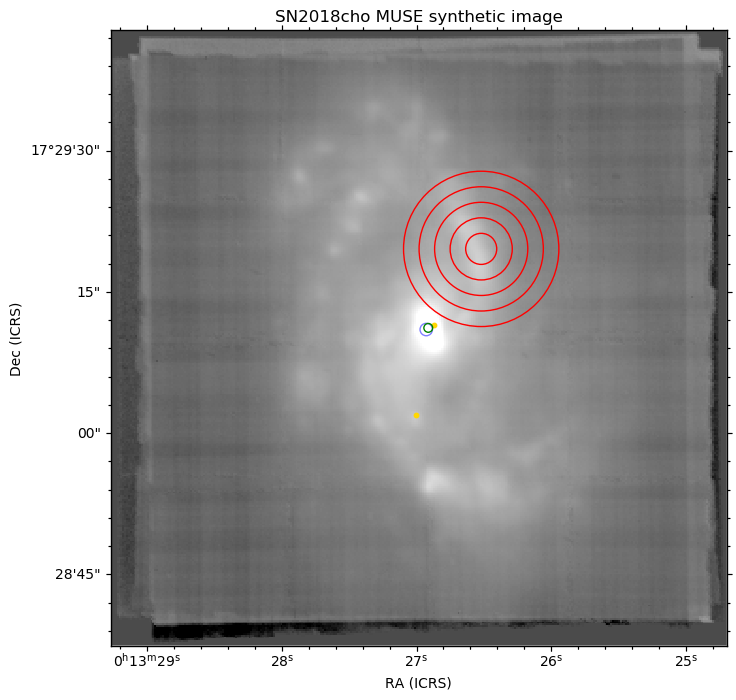 SN2018cho MUSE synthetic image
Dec (ICRS)
17°29'30"
15"
00"
28'45"
0ʰ13ᵐ29ˢ 28ˢ 27ˢ 26ˢ 25ˢ
RA (ICRS)